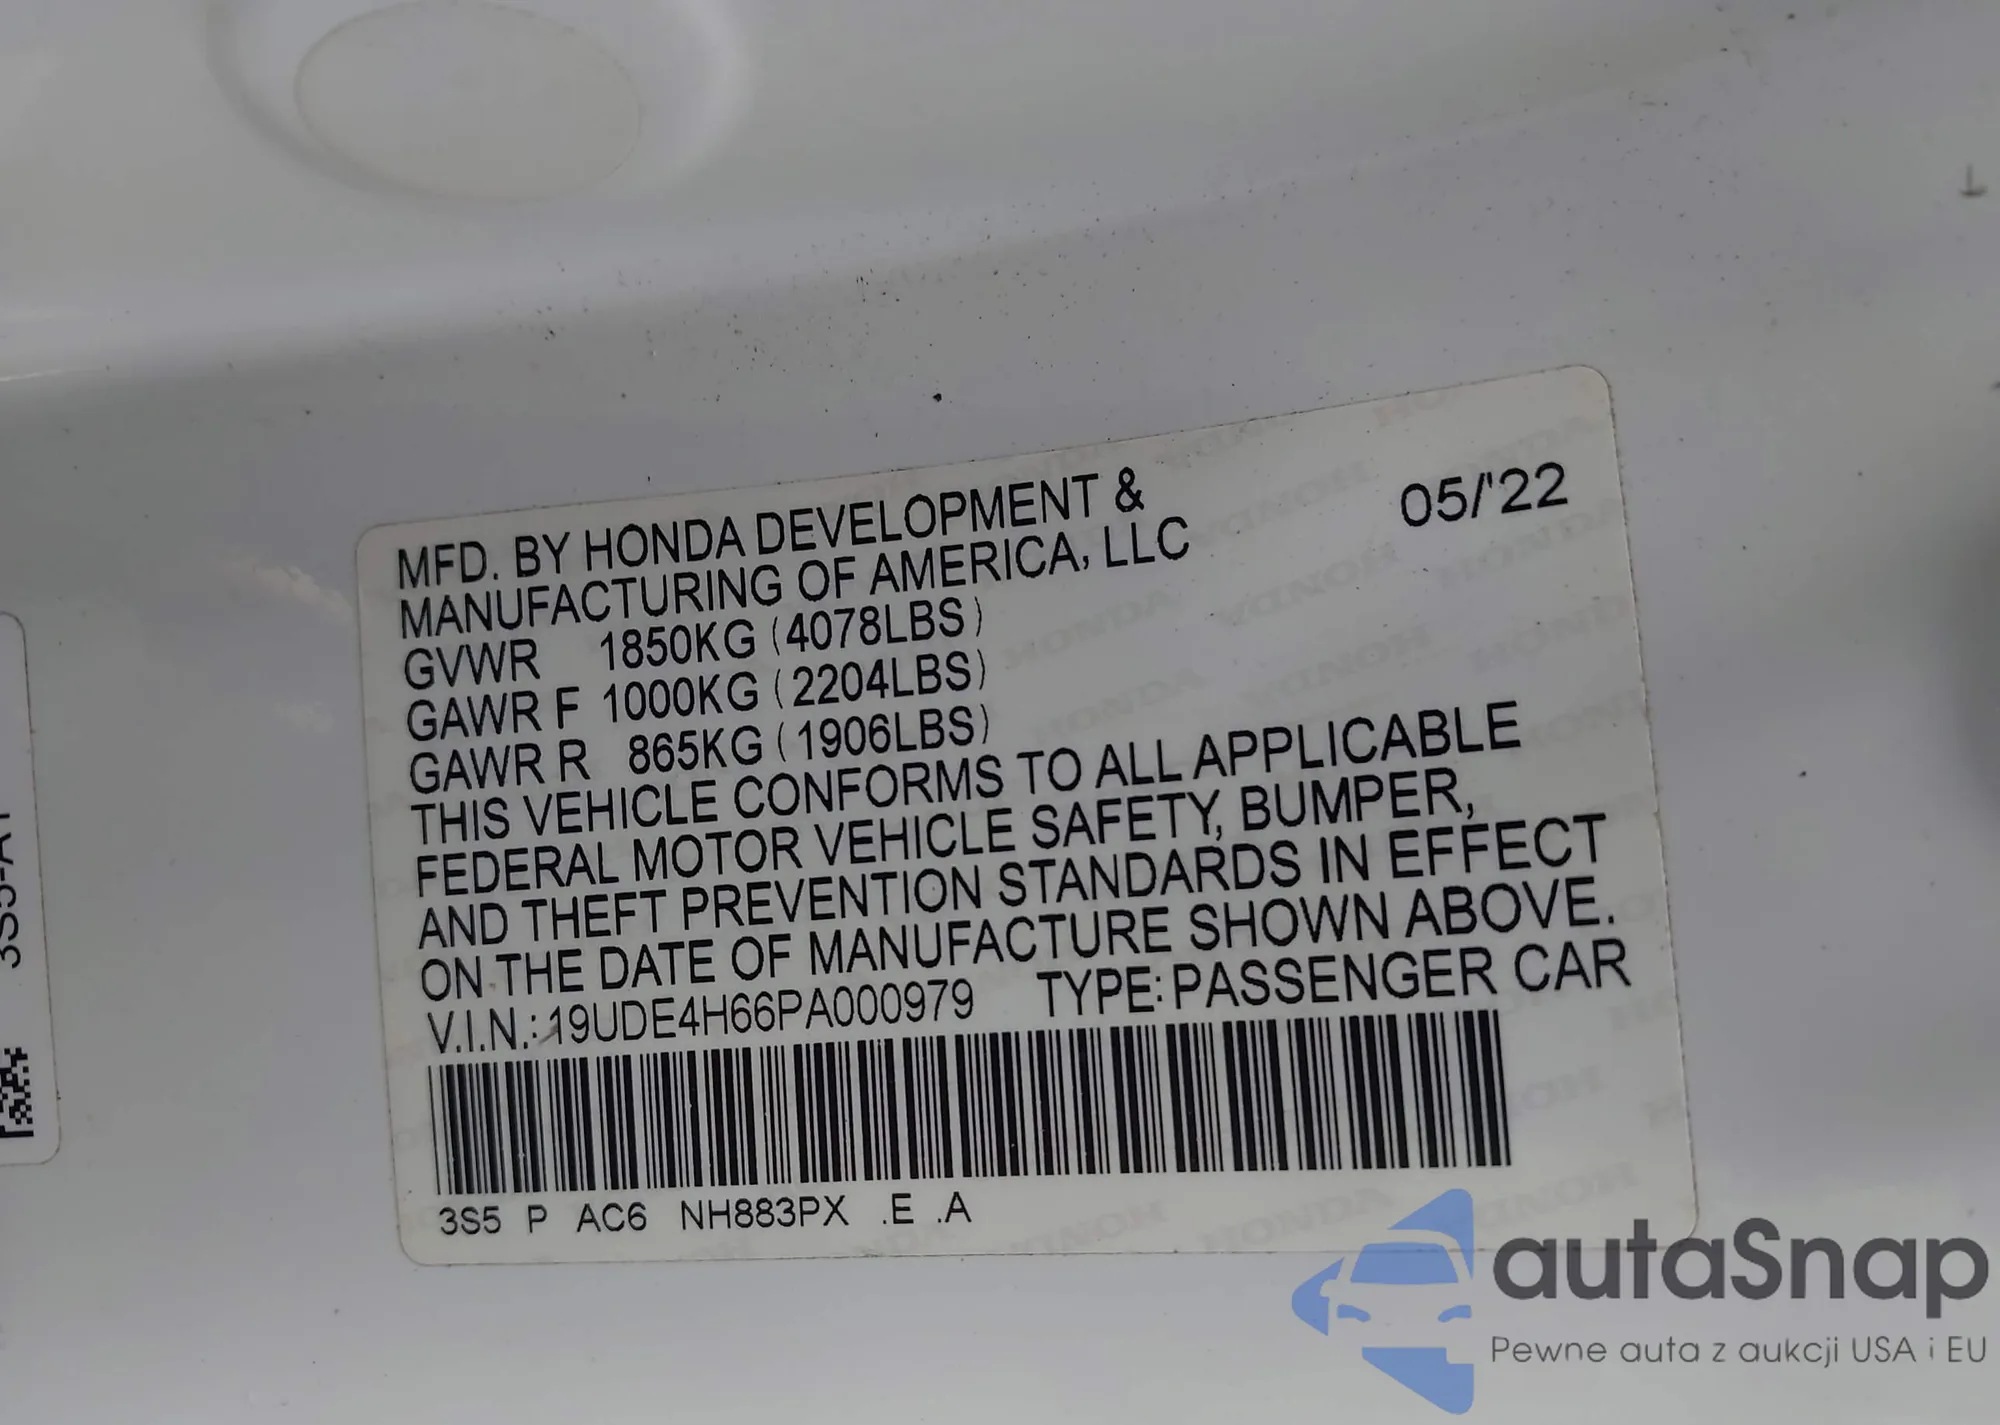 MFD. BY HONDA DEVELOPMENT &
MANUFACTURING OF AMERICA, LLC
05/'22
GVWR 1850KG (4078LBS)
GAWR F 1000KG (2204LBS)
GAWR R 865KG (1906LBS)
THIS VEHICLE CONFORMS TO ALL APPLICABLE
FEDERAL MOTOR VEHICLE SAFETY, BUMPER,
AND THEFT PREVENTION STANDARDS IN EFFECT
ON THE DATE OF MANUFACTURE SHOWN ABOVE.
V.I.N.: 19UDE4H66PA000979 TYPE: PASSENGER CAR
3S5 P AC6 NH883PX .E .A
autaSnap
Pewne auta z aukcji USA i EU